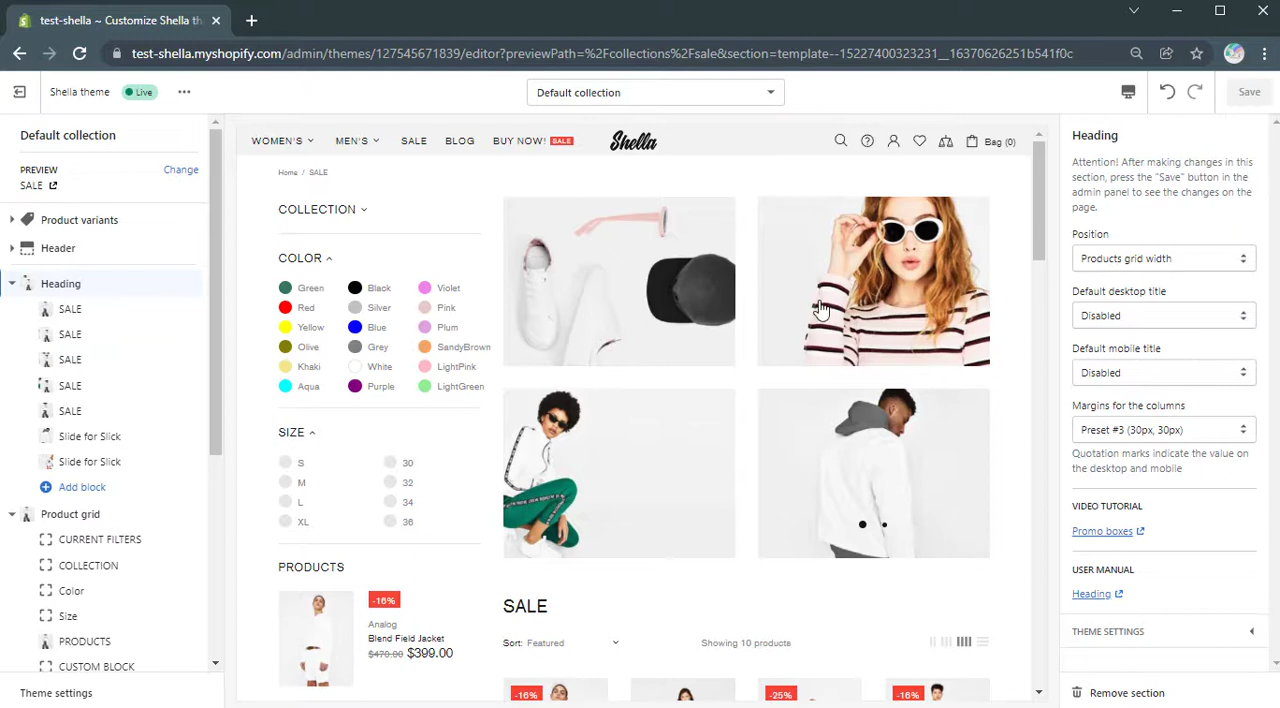 test-shella ~ Customize Shella th
test-shella.myshopify.com/admin/themes/127545671839/editor?previewPath=%2Fcollections%2Fsale&section=template--15227400323231__16370626251b541f0c
Shella theme
Live
Default collection
Save
Default collection
PREVIEW
Change
SALE
Product variants
Header
Heading
SALE
SALE
SALE
SALE
SALE
Slide for Slick
Slide for Slick
Add block
Product grid
CURRENT FILTERS
COLLECTION
Color
Size
PRODUCTS
CUSTOM BLOCK
Theme settings
WOMEN'S
MEN'S
SALE
BLOG
BUY NOW! SALE
Shella
Bag (0)
Home / SALE
COLLECTION
COLOR
Green Black Violet
Red Silver Pink
Yellow Blue Plum
Olive Grey SandyBrown
Khaki White LightPink
Aqua Purple LightGreen
SIZE
S 30
M 32
L 34
XL 36
PRODUCTS
-16%
Analog
Blend Field Jacket
$470.00 $399.00
SALE
Sort: Featured
Showing 10 products
-16%
-25%
-16%
Heading
Attention! After making changes in this
section, press the "Save" button in the
admin panel to see the changes on the
page.
Position
Products grid width
Default desktop title
Disabled
Default mobile title
Disabled
Margins for the columns
Preset #3 (30px, 30px)
Quotation marks indicate the value on
the desktop and mobile
VIDEO TUTORIAL
Promo boxes
USER MANUAL
Heading
THEME SETTINGS
Remove section